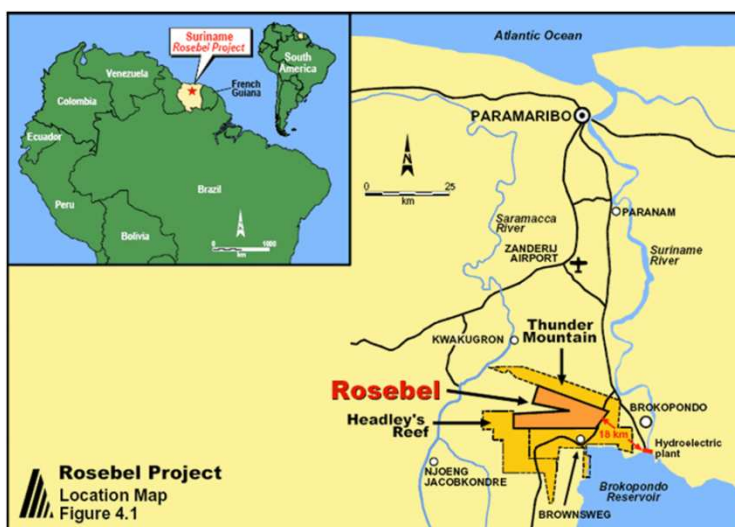 Suriname
Rosebel Project
South
America
Venezuela
French
Guiana
Colombia
Ecuador
Brazil
Peru
Bolivia
N
0 1000
km
Atlantic Ocean
PARAMARIBO
N
0 25
km
Saramacca
River
PARANAM
ZANDERIJ
AIRPORT
Suriname
River
Thunder
Mountain
KWAKUGRON
Rosebel
Headley's
Reef
BROKOPONDO
18 km
Hydroelectric
plant
NJOENG
JACOBKONDRE
Brokopondo
Reservoir
BROWNSWEG
Rosebel Project
Location Map
Figure 4.1